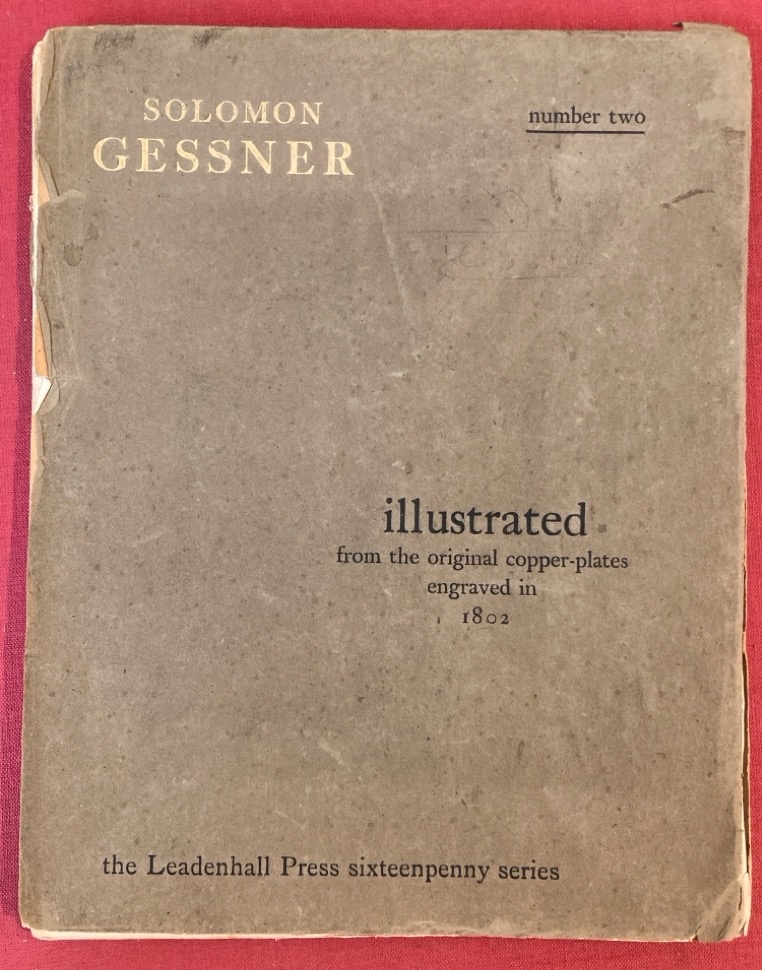 SOLOMON
GESSNER
number two
illustrated
from the original copper-plates
engraved in
1802
the Leadenhall Press sixteenpenny series